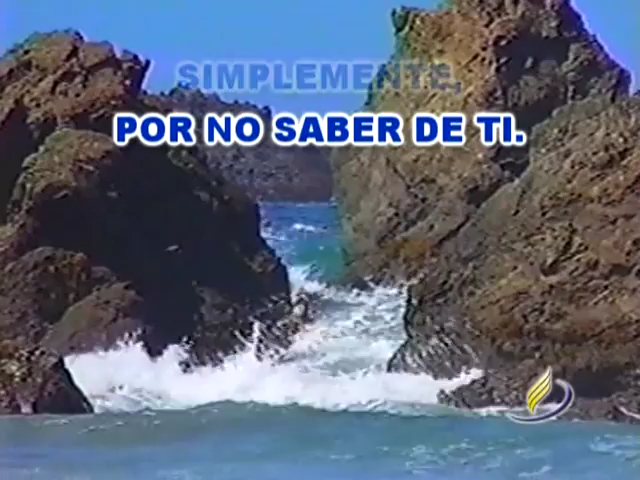 SIMPLEMENTE,
POR NO SABER DE TI.